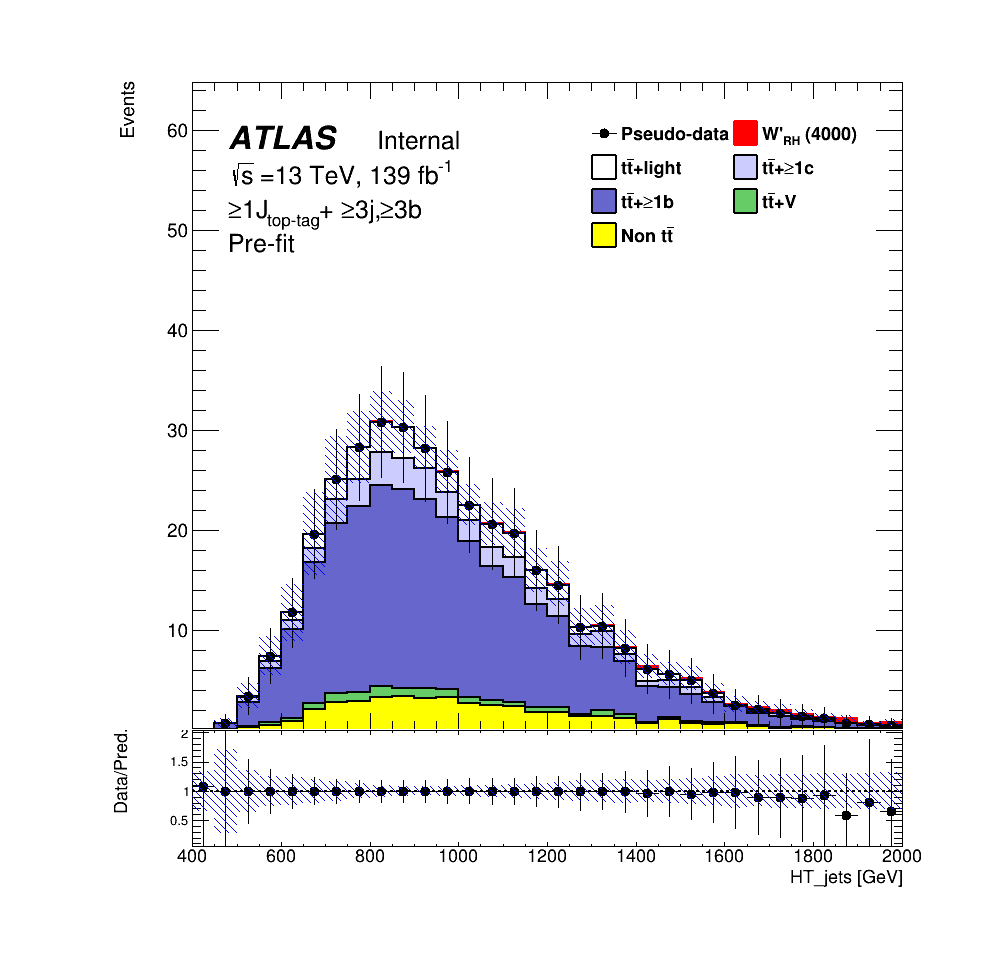 Events
60
50
40
30
20
10
ATLAS Internal
√s =13 TeV, 139 fb⁻¹
≥1J_top-tag+ ≥3j,≥3b
Pre-fit
Pseudo-data
W'_RH (4000)
tt̄+light
tt̄+≥1c
tt̄+≥1b
tt̄+V
Non tt̄
Data/Pred.
2
1.5
1
0.5
400 600 800 1000 1200 1400 1600 1800 2000
HT_jets [GeV]